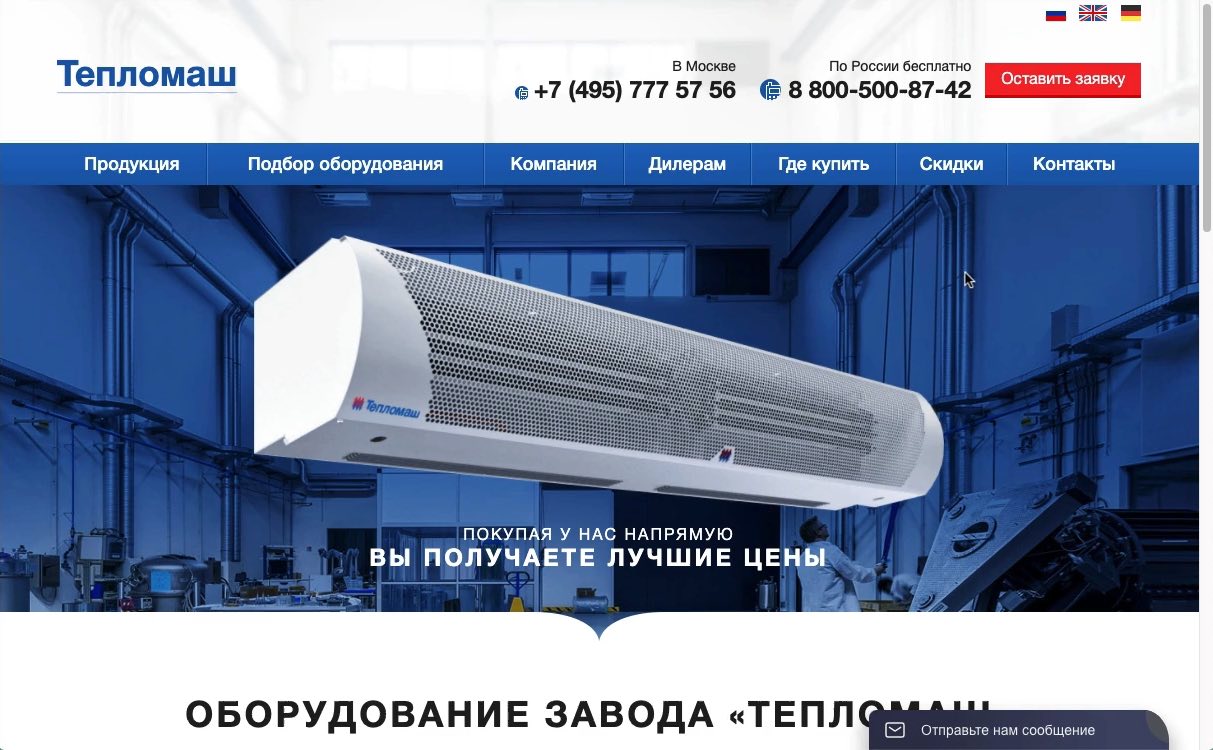 Тепломаш
В Москве
+7 (495) 777 57 56
По России бесплатно
8 800-500-87-42
Оставить заявку
Продукция
Подбор оборудования
Компания
Дилерам
Где купить
Скидки
Контакты
Тепломаш
ПОКУПАЯ У НАС НАПРЯМУЮ
ВЫ ПОЛУЧАЕТЕ ЛУЧШИЕ ЦЕНЫ
ОБОРУДОВАНИЕ ЗАВОДА «ТЕПЛОМАШ
Отправьте нам сообщение